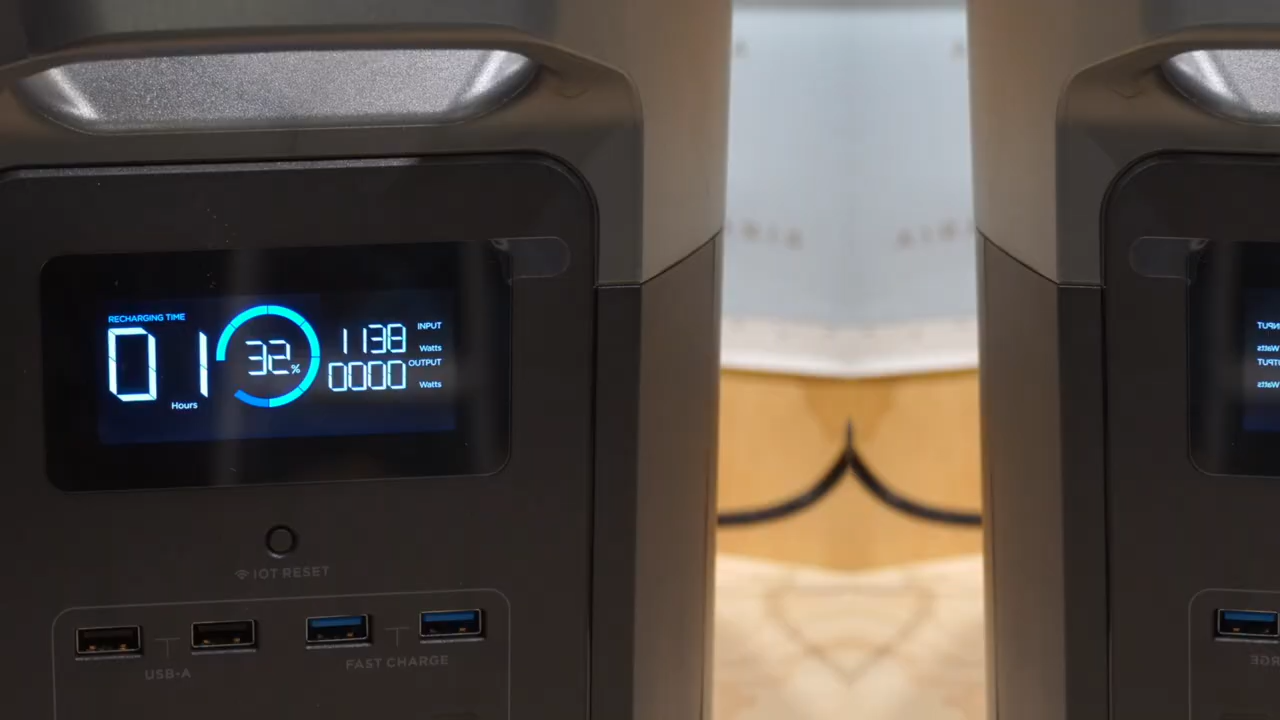 RECHARGING TIME
01
Hours
32%
1138 INPUT
Watts
0000 OUTPUT
Watts
IOT RESET
USB-A
FAST CHARGE